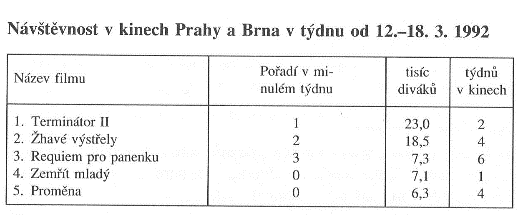 Návštěvnost v kinech Prahy a Brna v týdnu od 12.–18. 3. 1992
Název filmu Pořadí v mi-nulém týdnu tisíc diváků týdnů v kinech
1. Terminátor II 1 23,0 2
2. Žhavé výstřely 2 18,5 4
3. Requiem pro panenku 3 7,3 6
4. Zemřít mladý 0 7,1 1
5. Proměna 0 6,3 4